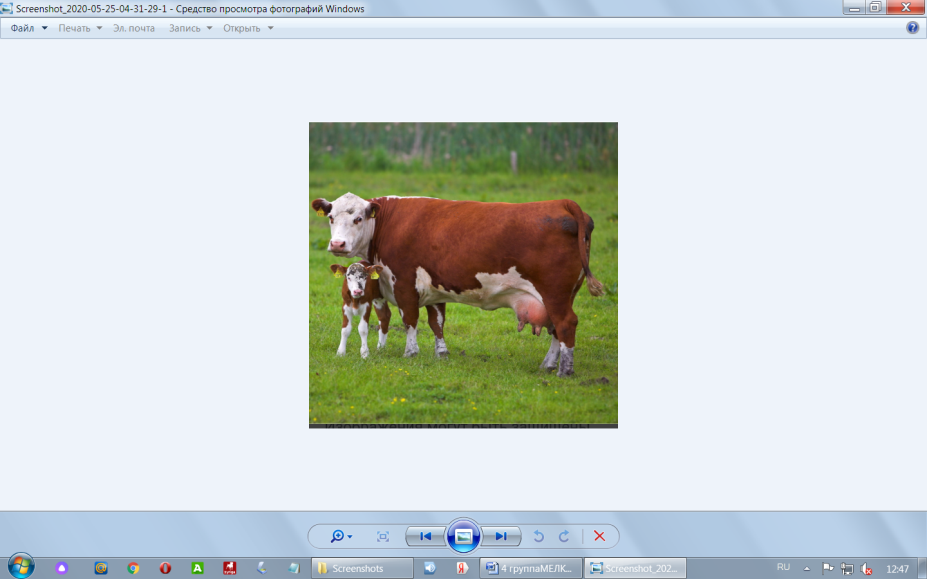 Screenshot_2020-05-25-04-31-29-1 - Средство просмотра фотографий Windows
Файл Печать Эл. почта Запись Открыть
Screenshots
4 группаМЕЛК...
Screenshot_202...
RU
12:47